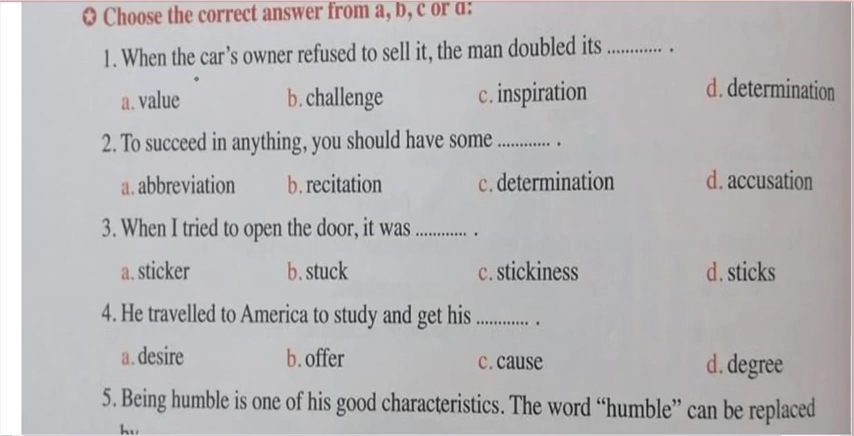 ✪ Choose the correct answer from a, b, c or d:
1. When the car's owner refused to sell it, the man doubled its ............ .
a. value b. challenge c. inspiration d. determination
2. To succeed in anything, you should have some ............ .
a. abbreviation b. recitation c. determination d. accusation
3. When I tried to open the door, it was ............ .
a. sticker b. stuck c. stickiness d. sticks
4. He travelled to America to study and get his ............ .
a. desire b. offer c. cause d. degree
5. Being humble is one of his good characteristics. The word “humble” can be replaced